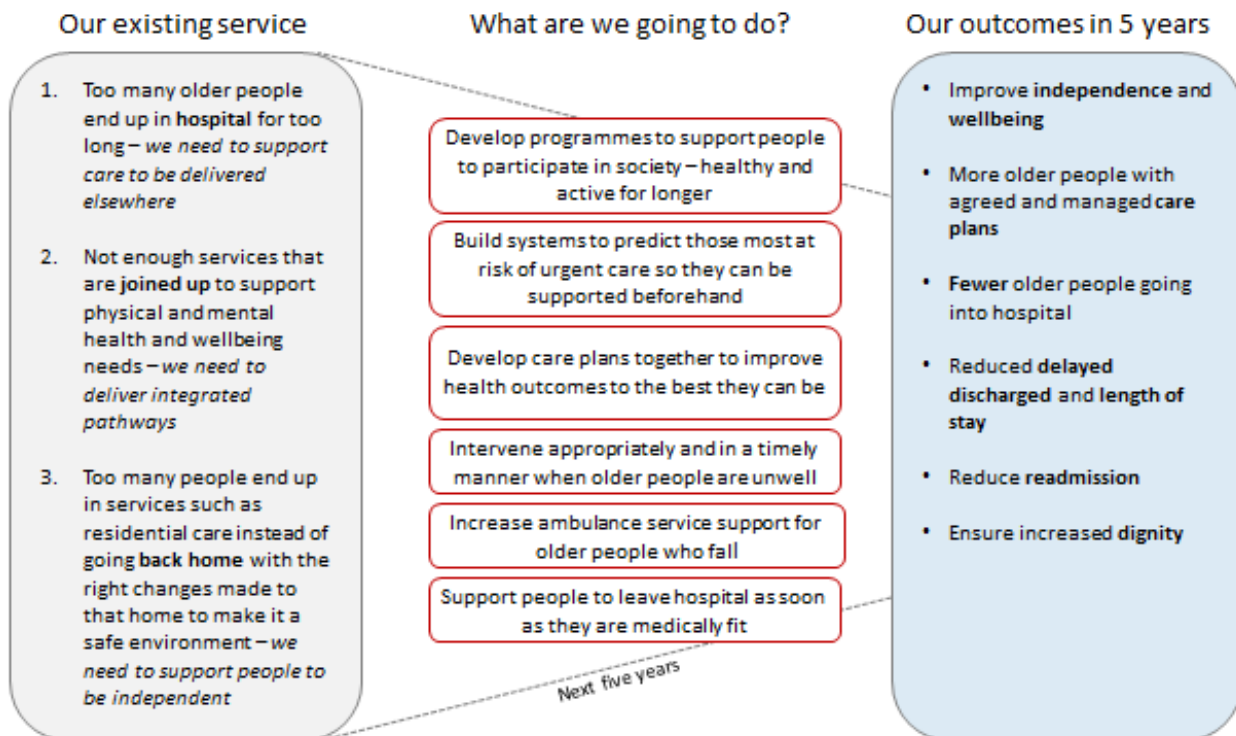 Our existing service
1. Too many older people
end up in hospital for too
long – we need to support
care to be delivered
elsewhere
2. Not enough services that
are joined up to support
physical and mental
health and wellbeing
needs – we need to
deliver integrated
pathways
3. Too many people end up
in services such as
residential care instead of
going back home with the
right changes made to
that home to make it a
safe environment – we
need to support people to
be independent
What are we going to do?
Develop programmes to support people
to participate in society – healthy and
active for longer
Build systems to predict those most at
risk of urgent care so they can be
supported beforehand
Develop care plans together to improve
health outcomes to the best they can be
Intervene appropriately and in a timely
manner when older people are unwell
Increase ambulance service support for
older people who fall
Support people to leave hospital as soon
as they are medically fit
Next five years
Our outcomes in 5 years
• Improve independence and
wellbeing
• More older people with
agreed and managed care
plans
• Fewer older people going
into hospital
• Reduced delayed
discharged and length of
stay
• Reduce readmission
• Ensure increased dignity